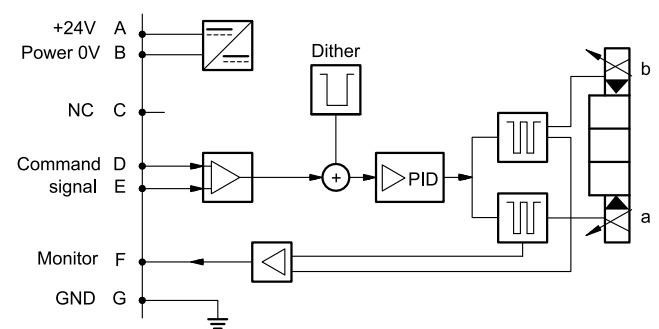 +24V A
Power 0V B
Dither
b
NC C
Command D
signal E
PID
a
Monitor F
GND G